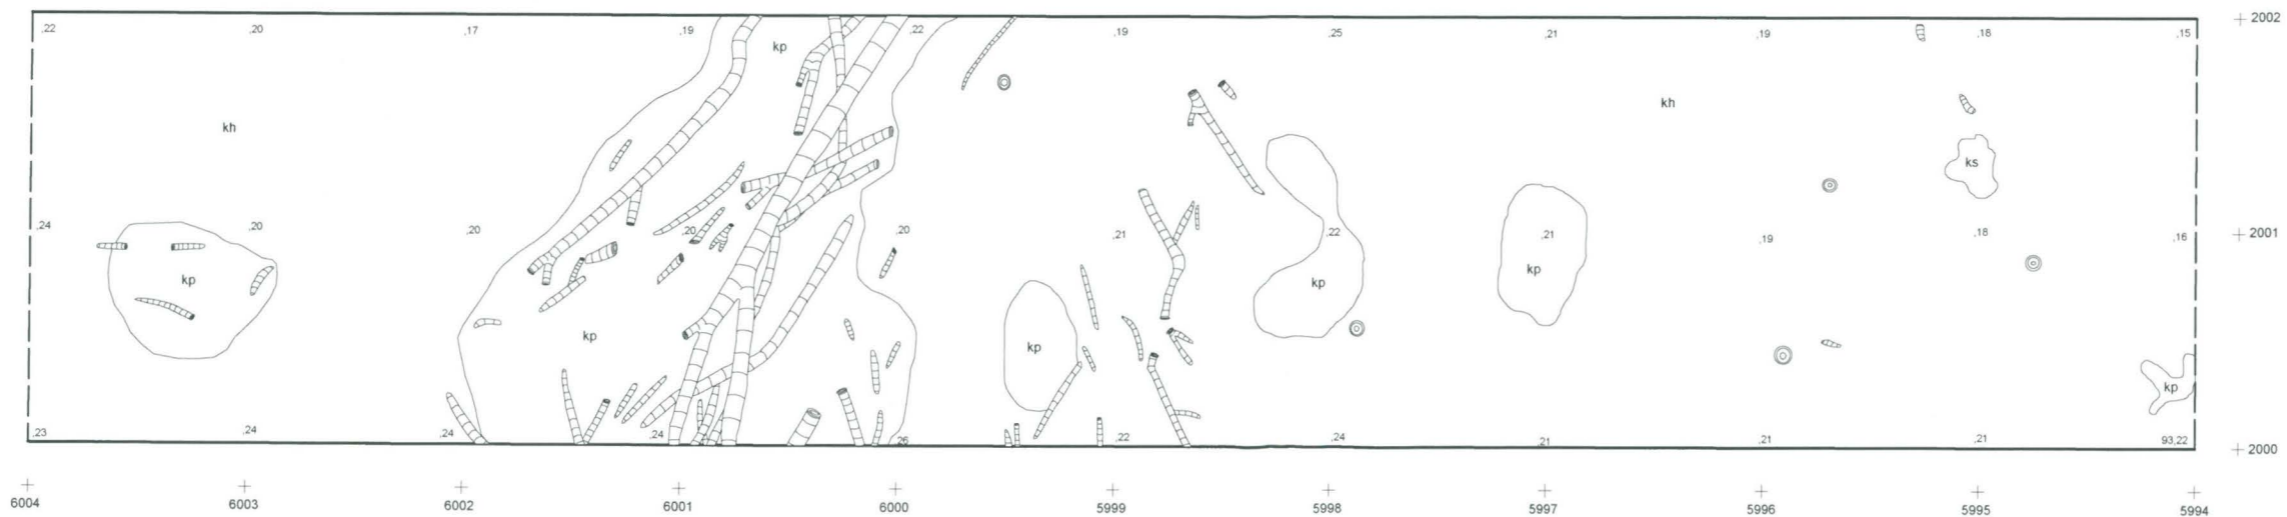 ,22 ,20 ,17 ,19 ,22 ,19 ,25 ,21 ,19 ,18 ,15 2002
kp
kh
kh
ks
,24 ,20 ,20 ,20 ,20 ,21 ,22 ,21 ,19 ,18 ,16 2001
kp kp
kp
kp
kp
kp
,23 ,24 ,24 ,24 ,26 ,22 ,24 ,21 ,21 ,21 93,22 2000
6004 6003 6002 6001 6000 5999 5998 5997 5996 5995 5994